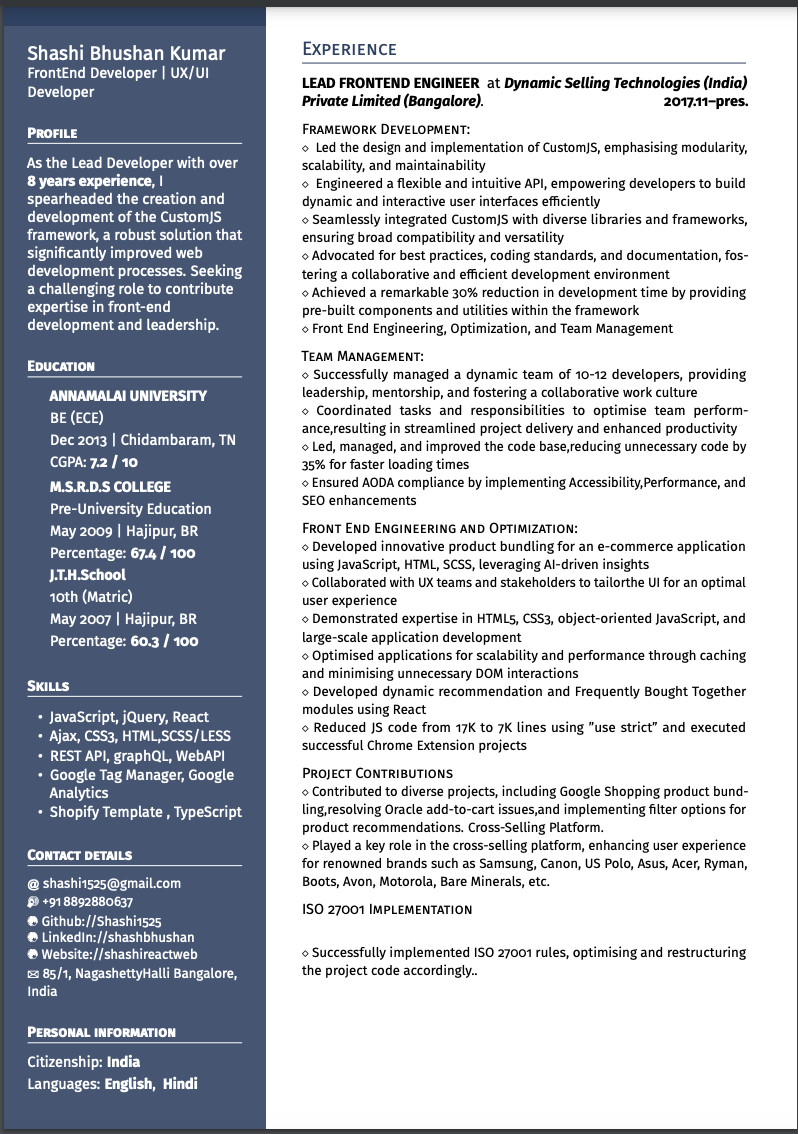 Shashi Bhushan Kumar
FrontEnd Developer | UX/UI
Developer
Profile
As the Lead Developer with over
8 years experience, I
spearheaded the creation and
development of the CustomJS
framework, a robust solution that
significantly improved web
development processes. Seeking
a challenging role to contribute
expertise in front-end
development and leadership.
Education
ANNAMALAI UNIVERSITY
BE (ECE)
Dec 2013 | Chidambaram, TN
CGPA: 7.2 / 10
M.S.R.D.S COLLEGE
Pre-University Education
May 2009 | Hajipur, BR
Percentage: 67.4 / 100
J.T.H.School
10th (Matric)
May 2007 | Hajipur, BR
Percentage: 60.3 / 100
Skills
• JavaScript, jQuery, React
• Ajax, CSS3, HTML,SCSS/LESS
• REST API, graphQL, WebAPI
• Google Tag Manager, Google
Analytics
• Shopify Template , TypeScript
Contact details
@ shashi1525@gmail.com
+91 8892880637
Github://Shashi1525
LinkedIn://shashbhushan
Website://shashireactweb
✉ 85/1, NagashettyHalli Bangalore,
India
Personal information
Citizenship: India
Languages: English, Hindi
Experience
LEAD FRONTEND ENGINEER at Dynamic Selling Technologies (India)
Private Limited (Bangalore). 2017.11–pres.
Framework Development:
⋄ Led the design and implementation of CustomJS, emphasising modularity,
scalability, and maintainability
⋄ Engineered a flexible and intuitive API, empowering developers to build
dynamic and interactive user interfaces efficiently
⋄ Seamlessly integrated CustomJS with diverse libraries and frameworks,
ensuring broad compatibility and versatility
⋄ Advocated for best practices, coding standards, and documentation, fos-
tering a collaborative and efficient development environment
⋄ Achieved a remarkable 30% reduction in development time by providing
pre-built components and utilities within the framework
⋄ Front End Engineering, Optimization, and Team Management
Team Management:
⋄ Successfully managed a dynamic team of 10-12 developers, providing
leadership, mentorship, and fostering a collaborative work culture
⋄ Coordinated tasks and responsibilities to optimise team perform-
ance,resulting in streamlined project delivery and enhanced productivity
⋄ Led, managed, and improved the code base,reducing unnecessary code by
35% for faster loading times
⋄ Ensured AODA compliance by implementing Accessibility,Performance, and
SEO enhancements
Front End Engineering and Optimization:
⋄ Developed innovative product bundling for an e-commerce application
using JavaScript, HTML, SCSS, leveraging AI-driven insights
⋄ Collaborated with UX teams and stakeholders to tailorthe UI for an optimal
user experience
⋄ Demonstrated expertise in HTML5, CSS3, object-oriented JavaScript, and
large-scale application development
⋄ Optimised applications for scalability and performance through caching
and minimising unnecessary DOM interactions
⋄ Developed dynamic recommendation and Frequently Bought Together
modules using React
⋄ Reduced JS code from 17K to 7K lines using ”use strict” and executed
successful Chrome Extension projects
Project Contributions
⋄ Contributed to diverse projects, including Google Shopping product bund-
ling,resolving Oracle add-to-cart issues,and implementing filter options for
product recommendations. Cross-Selling Platform.
⋄ Played a key role in the cross-selling platform, enhancing user experience
for renowned brands such as Samsung, Canon, US Polo, Asus, Acer, Ryman,
Boots, Avon, Motorola, Bare Minerals, etc.
ISO 27001 Implementation
⋄ Successfully implemented ISO 27001 rules, optimising and restructuring
the project code accordingly..